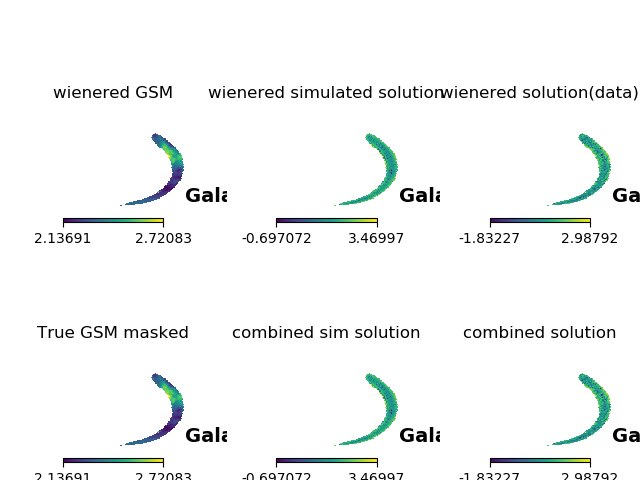 wienered GSM
wienered simulated solution
wienered solution(data)
Gala
Gala
Ga
2.13691 2.72083
-0.697072 3.46997
-1.83227 2.98792
True GSM masked
combined sim solution
combined solution
Gala
Gala
Ga
2.13691 2.72083
-0.697072 3.46997
-1.83227 2.98792